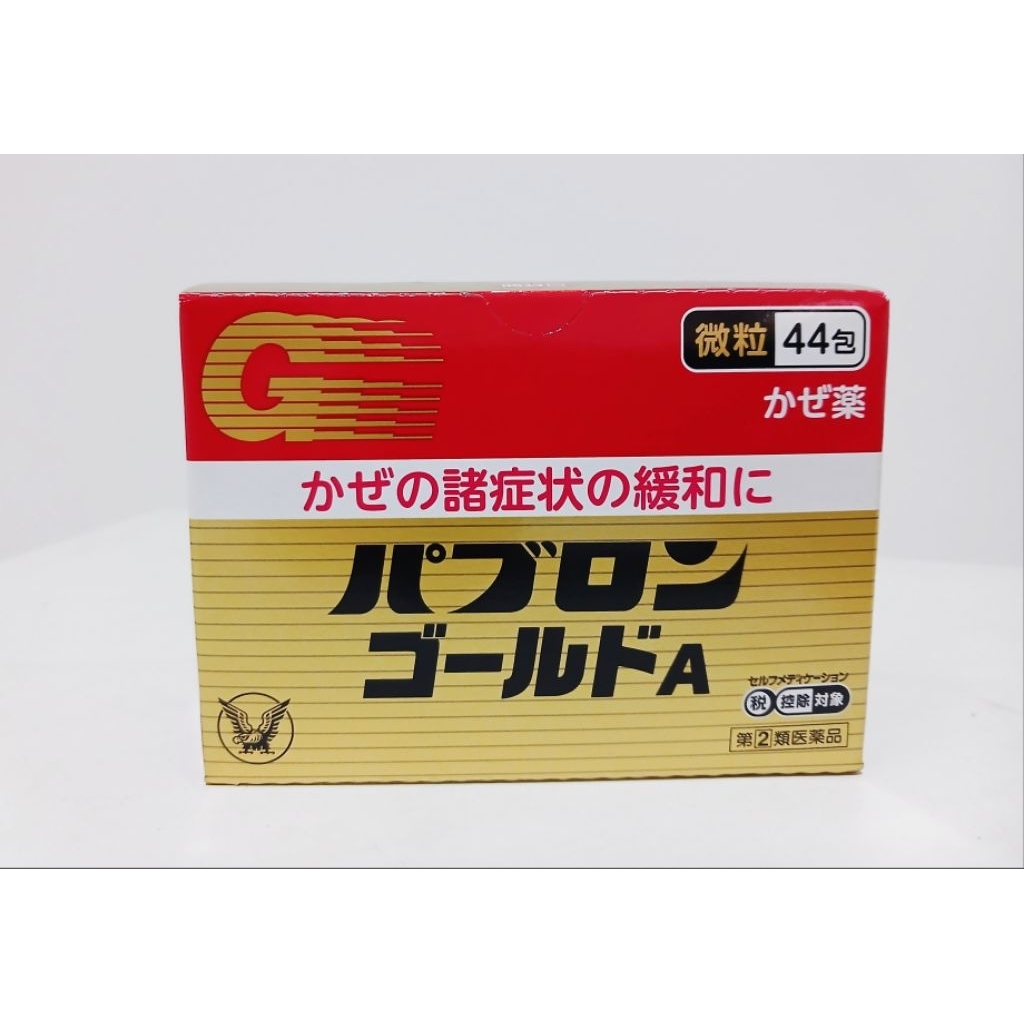 G
微粒 44包
かぜ薬
かぜの諸症状の緩和に
パブロン
ゴールドA
セルフメディケーション
税 控除 対象
第②類医薬品